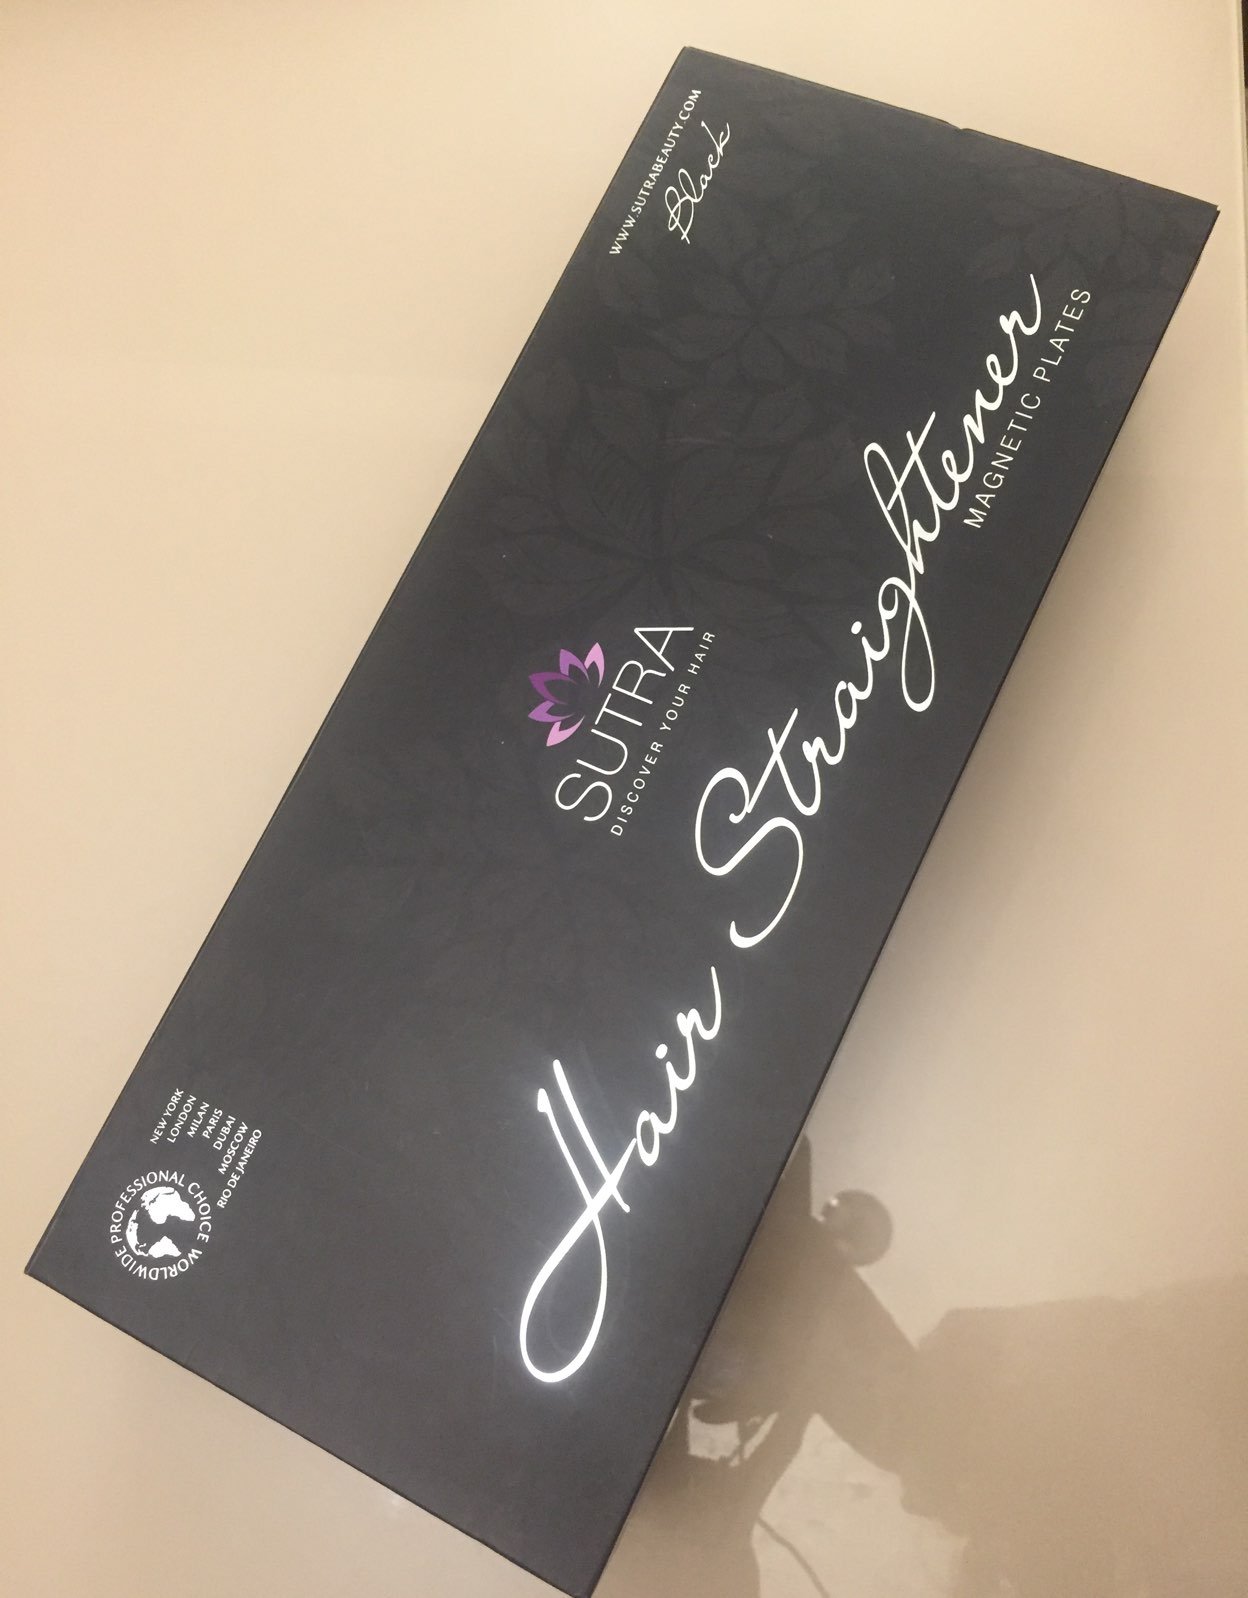 WWW.SUTRABEAUTY.COM
Black
SUTRA
DISCOVER YOUR HAIR
Hair Straightener
MAGNETIC PLATES
WORLDWIDE PROFESSIONAL CHOICE
NEW YORK
LONDON
MILAN
PARIS
DUBAI
MOSCOW
RIO DE JANEIRO